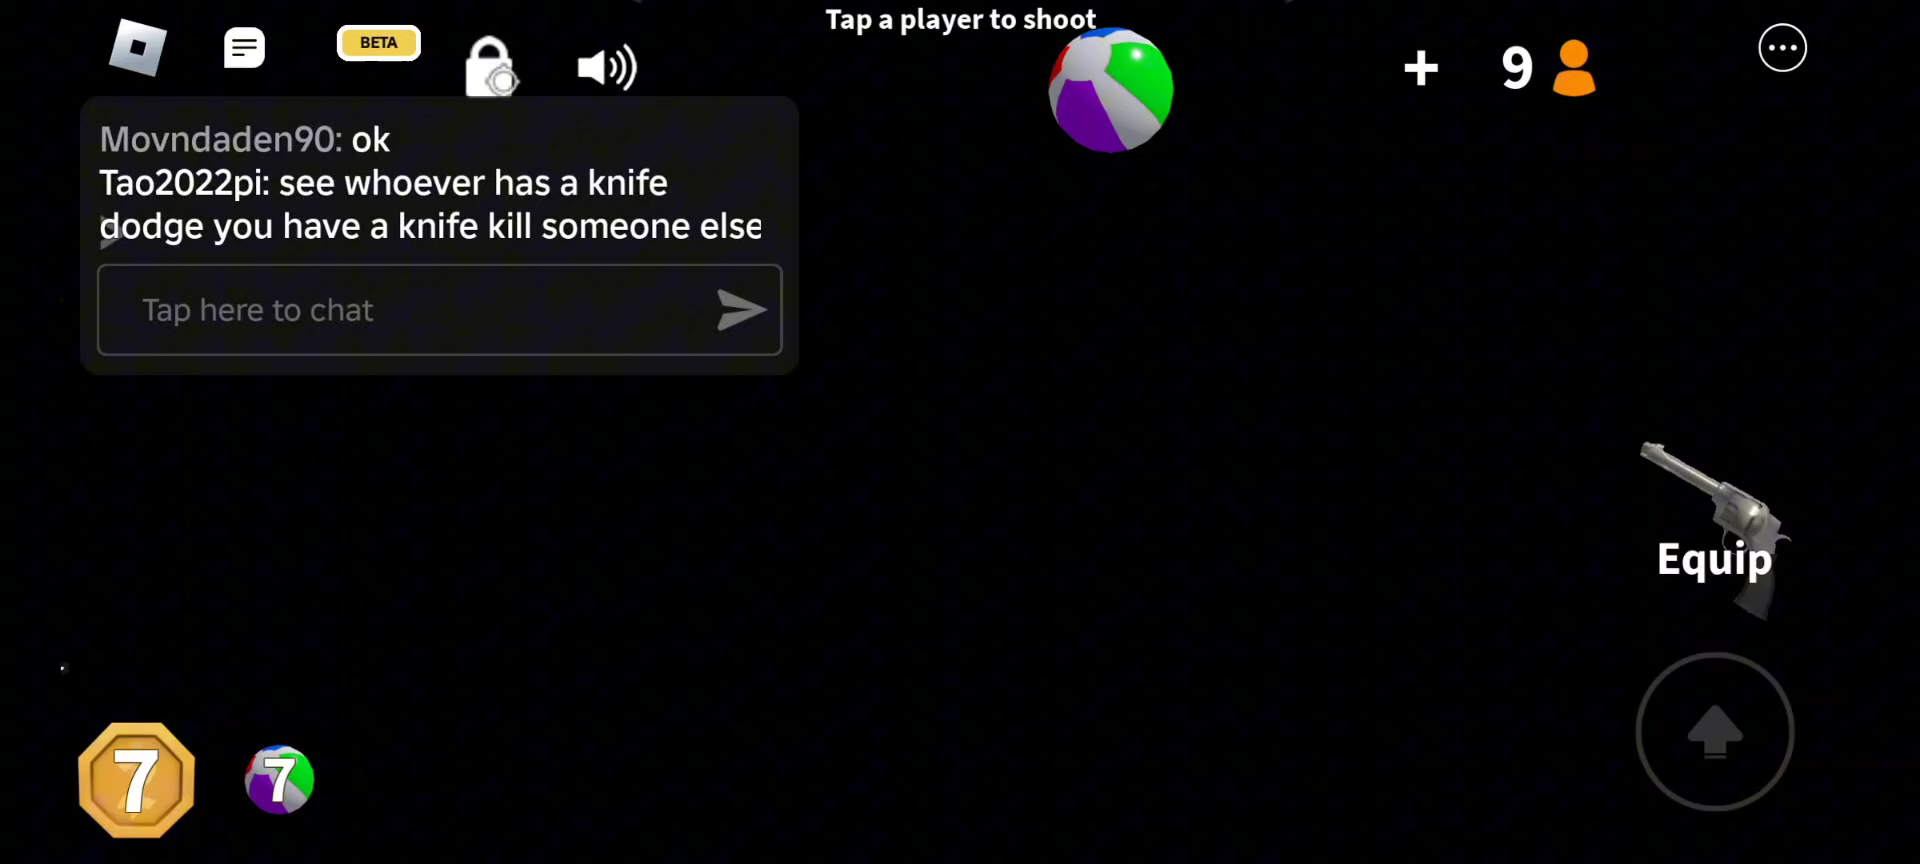 Tap a player to shoot
BETA
+ 9
Movndaden90: ok
Tao2022pi: see whoever has a knife
dodge you have a knife kill someone else
Tap here to chat
Equip
7
7